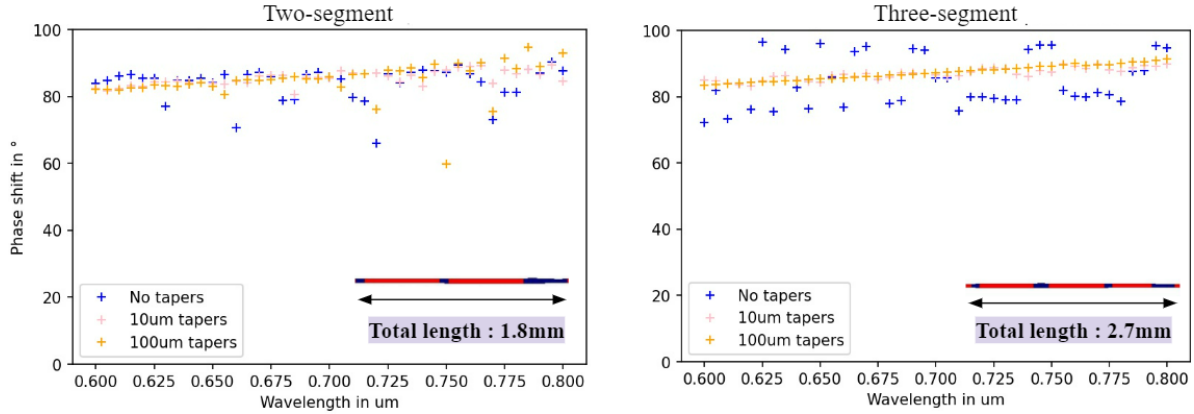 Two-segment
100
80
60
40
20
0
Phase shift in °
0.600 0.625 0.650 0.675 0.700 0.725 0.750 0.775 0.800
Wavelength in um
No tapers
10um tapers
100um tapers
Total length : 1.8mm
Three-segment
100
80
60
40
20
0
0.600 0.625 0.650 0.675 0.700 0.725 0.750 0.775 0.800
Wavelength in um
No tapers
10um tapers
100um tapers
Total length : 2.7mm